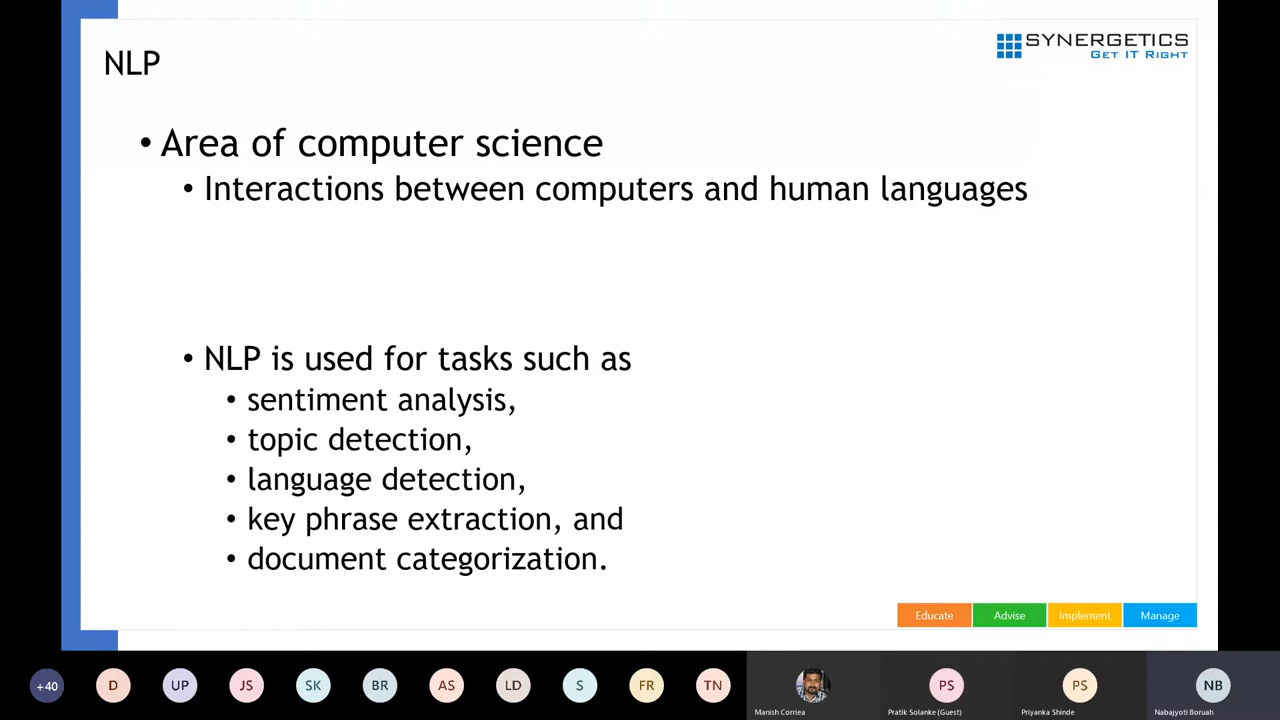 SYNERGETICS
GET IT RIGHT
NLP
• Area of computer science
• Interactions between computers and human languages
• NLP is used for tasks such as
• sentiment analysis,
• topic detection,
• language detection,
• key phrase extraction, and
• document categorization.
Educate Advise Implement Manage
+40 D UP JS SK BR AS LD S FR TN PS PS NB
Manish Corriea Pratik Solanke (Guest) Priyanka Shinde Nabajyoti Boruah